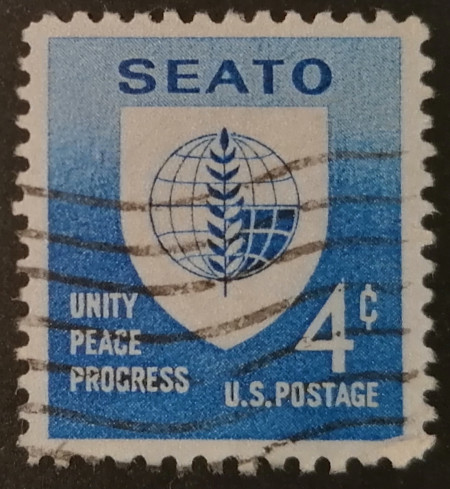 SEATO
UNITY
PEACE
PROGRESS
4¢
U.S.POSTAGE